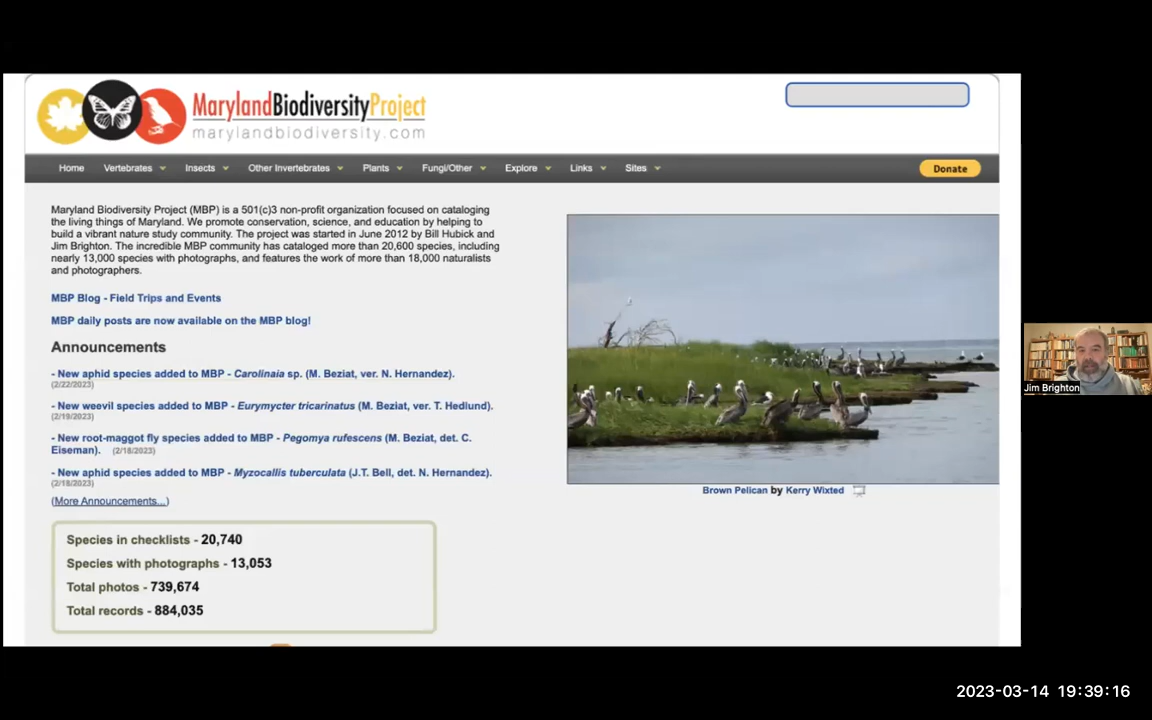 MarylandBiodiversityProject
marylandbiodiversity.com
Home Vertebrates Insects Other Invertebrates Plants Fungi/Other Explore Links Sites Donate
Maryland Biodiversity Project (MBP) is a 501(c)3 non-profit organization focused on cataloging
the living things of Maryland. We promote conservation, science, and education by helping to
build a vibrant nature study community. The project was started in June 2012 by Bill Hubick and
Jim Brighton. The incredible MBP community has cataloged more than 20,600 species, including
nearly 13,000 species with photographs, and features the work of more than 18,000 naturalists
and photographers.
MBP Blog - Field Trips and Events
MBP daily posts are now available on the MBP blog!
Announcements
- New aphid species added to MBP - Carolinaia sp. (M. Beziat, ver. N. Hernandez).
(2/22/2023)
- New weevil species added to MBP - Eurymycter tricarinatus (M. Beziat, ver. T. Hedlund).
(2/19/2023)
- New root-maggot fly species added to MBP - Pegomya rufescens (M. Beziat, det. C.
Eiseman). (2/18/2023)
- New aphid species added to MBP - Myzocallis tuberculata (J.T. Bell, det. N. Hernandez).
(2/18/2023)
(More Announcements...)
Species in checklists - 20,740
Species with photographs - 13,053
Total photos - 739,674
Total records - 884,035
Brown Pelican by Kerry Wixted
Jim Brighton
2023-03-14 19:39:16